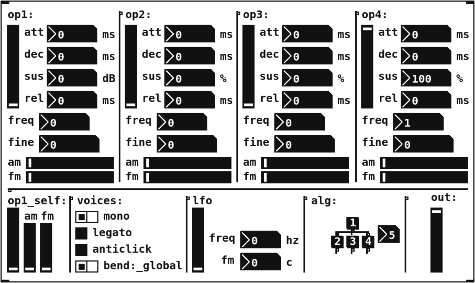 op1: op2: op3: op4:
att 0 ms att 0 ms att 0 ms att 0 ms
dec 0 ms dec 0 ms dec 0 ms dec 0 ms
sus 0 dB sus 0 % sus 0 % sus 100 %
rel 0 ms rel 0 ms rel 0 ms rel 0 ms
freq 0 freq 0 freq 0 freq 1
fine 0 fine 0 fine 0 fine 0
am am am am
fm fm fm fm
op1_self: voices: lfo alg: out:
am fm mono
1
legato
2 3 4 5
freq 0 hz
anticlick
fm 0 c
bend:_global